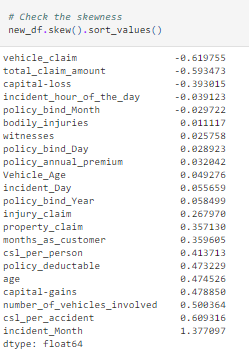 # Check the skewness
new_df.skew().sort_values()
vehicle_claim -0.619755
total_claim_amount -0.593473
capital-loss -0.393015
incident_hour_of_the_day -0.039123
policy_bind_Month -0.029722
bodily_injuries 0.011117
witnesses 0.025758
policy_bind_Day 0.028923
policy_annual_premium 0.032042
Vehicle_Age 0.049276
incident_Day 0.055659
policy_bind_Year 0.058499
injury_claim 0.267970
property_claim 0.357130
months_as_customer 0.359605
csl_per_person 0.413713
policy_deductable 0.473229
age 0.474526
capital-gains 0.478850
number_of_vehicles_involved 0.500364
csl_per_accident 0.609316
incident_Month 1.377097
dtype: float64